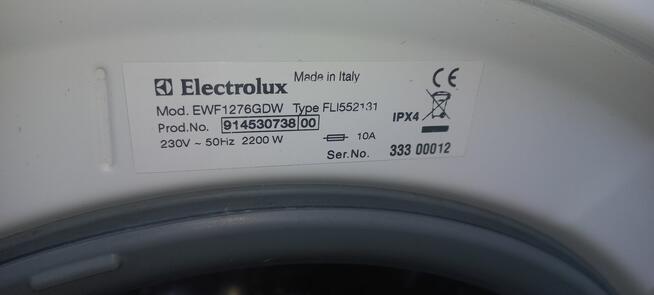 Electrolux Made in Italy CE
Mod. EWF1276GDW Type FLI552131
Prod.No. 914530738 00 IPX4
230V ~ 50Hz 2200 W 10A
Ser.No. 333 00012